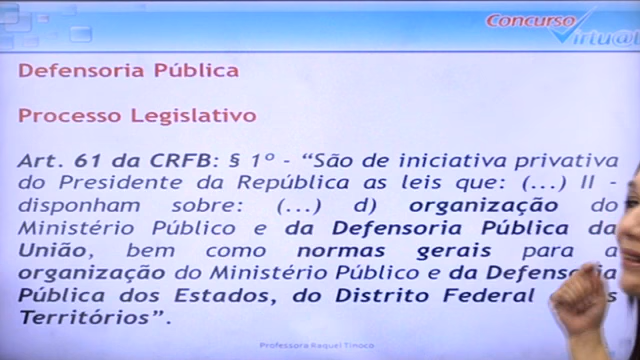 Concurso
Virtu@l
Defensoria Pública
Processo Legislativo
Art. 61 da CRFB: § 1º - “São de iniciativa privativa
do Presidente da República as leis que: (...) II -
disponham sobre: (...) d) organização do
Ministério Público e da Defensoria Pública da
União, bem como normas gerais para a
organização do Ministério Público e da Defensoria
Pública dos Estados, do Distrito Federal
Territórios”.
Professora Raquel Tinoco